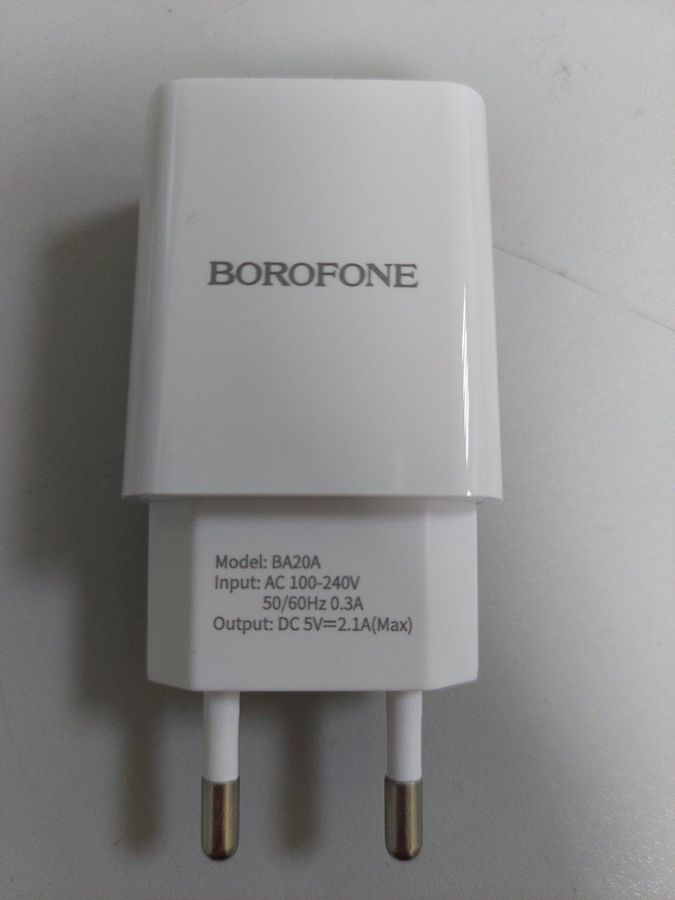 BOROFONE
Model: BA20A
Input: AC 100-240V
50/60Hz 0.3A
Output: DC 5V⎓2.1A(Max)